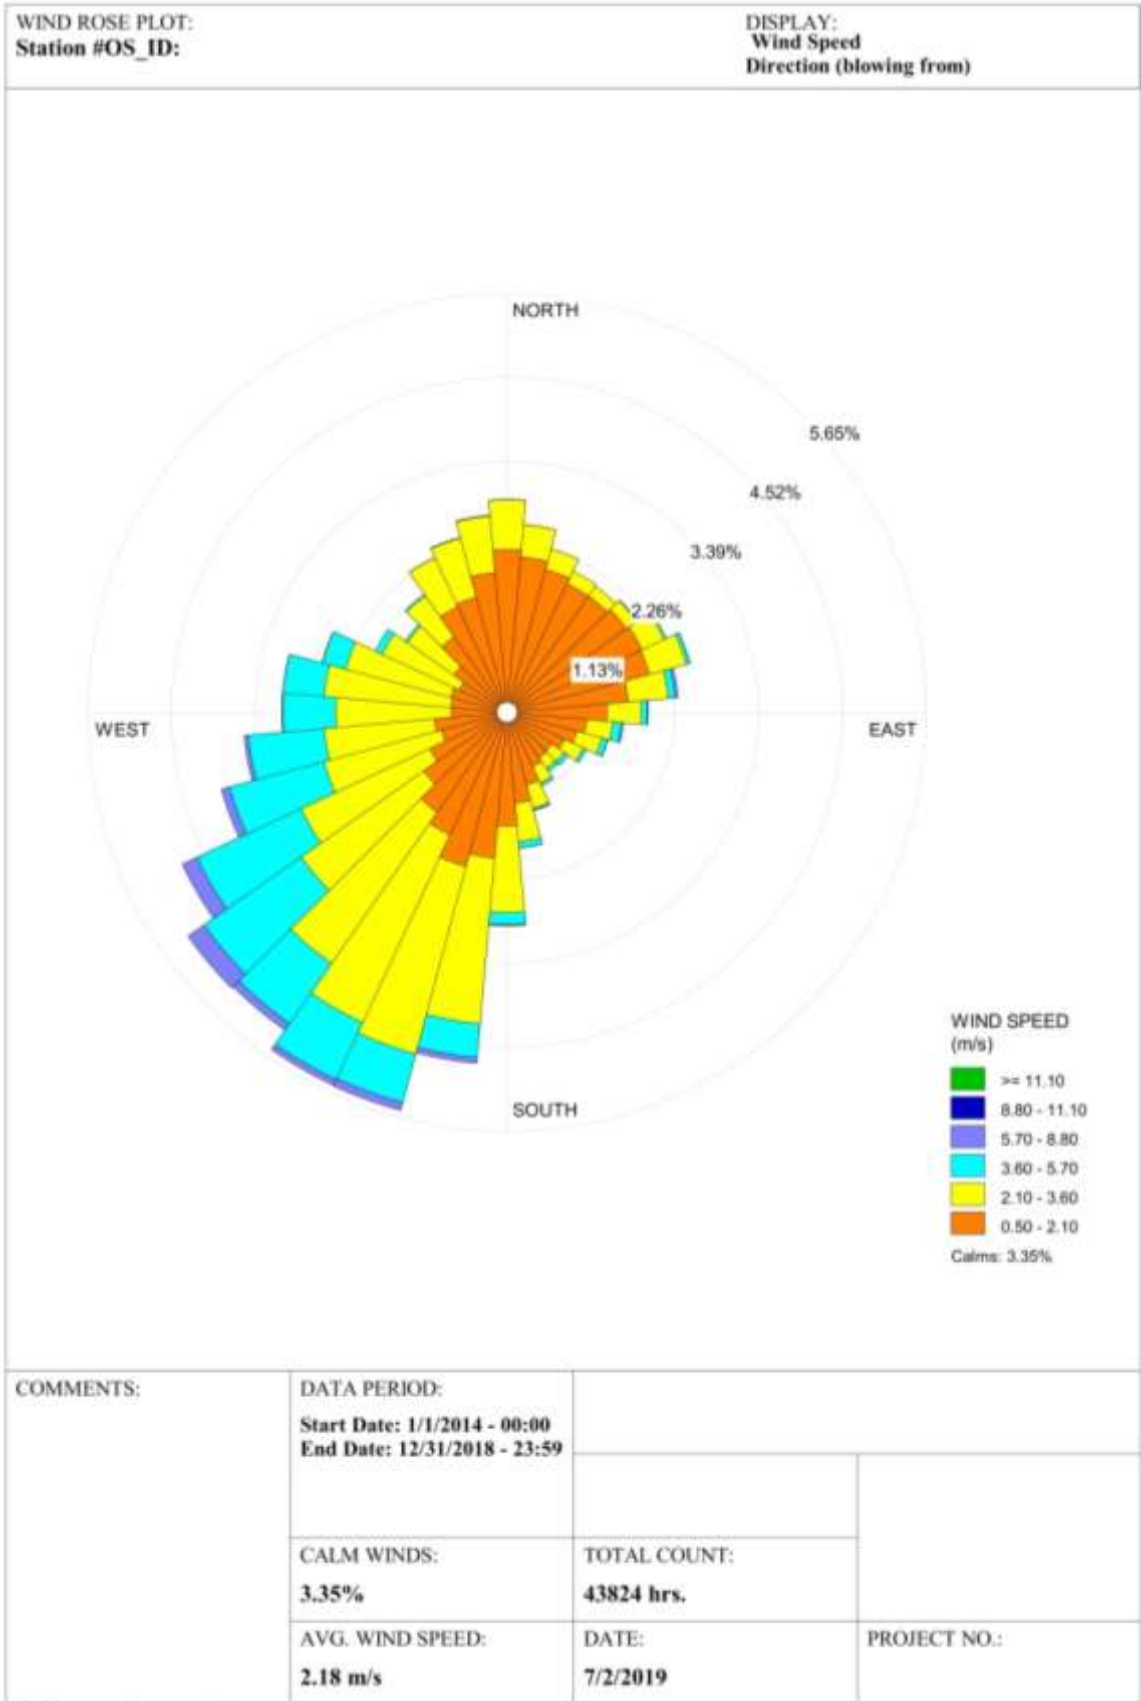 WIND ROSE PLOT:
Station #OS_ID:
DISPLAY:
Wind Speed
Direction (blowing from)
NORTH
5.65%
4.52%
3.39%
2.26%
1.13%
WEST
EAST
SOUTH
WIND SPEED
(m/s)
>= 11.10
8.80 - 11.10
5.70 - 8.80
3.60 - 5.70
2.10 - 3.60
0.50 - 2.10
Calms: 3.35%
COMMENTS:
DATA PERIOD:
Start Date: 1/1/2014 - 00:00
End Date: 12/31/2018 - 23:59
CALM WINDS:
3.35%
TOTAL COUNT:
43824 hrs.
AVG. WIND SPEED:
2.18 m/s
DATE:
7/2/2019
PROJECT NO.: